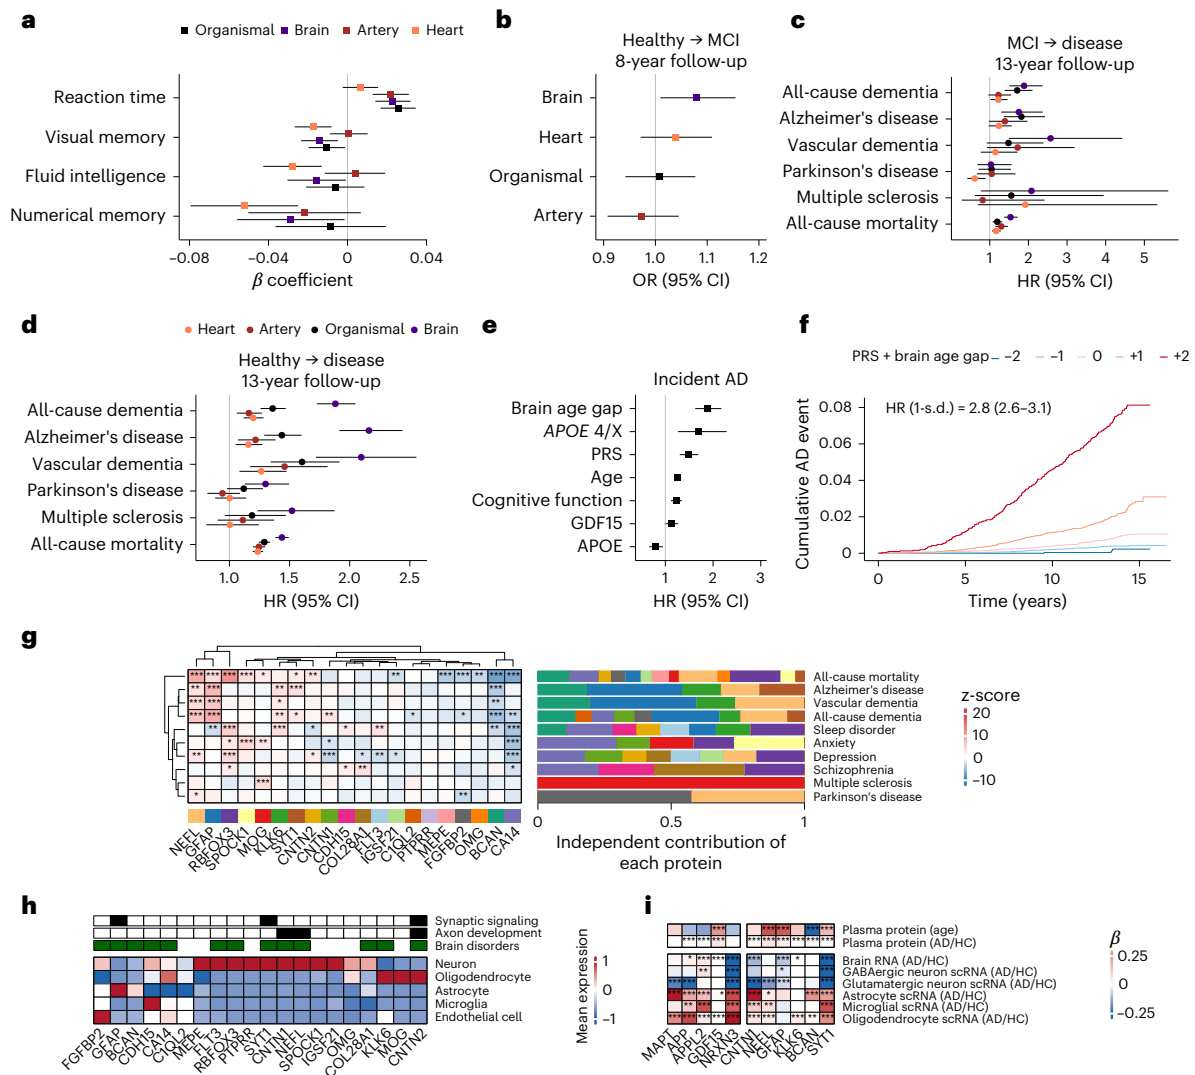 a
Organismal Brain Artery Heart
Reaction time
Visual memory
Fluid intelligence
Numerical memory
−0.08 −0.04 0 0.04
β coefficient
b
Healthy → MCI
8-year follow-up
Brain
Heart
Organismal
Artery
0.9 1.0 1.1 1.2
OR (95% CI)
c
MCI → disease
13-year follow-up
All-cause dementia
Alzheimer's disease
Vascular dementia
Parkinson's disease
Multiple sclerosis
All-cause mortality
1 2 3 4 5
HR (95% CI)
d
Heart Artery Organismal Brain
Healthy → disease
13-year follow-up
All-cause dementia
Alzheimer's disease
Vascular dementia
Parkinson's disease
Multiple sclerosis
All-cause mortality
1.0 1.5 2.0 2.5
HR (95% CI)
e
Incident AD
Brain age gap
APOE 4/X
PRS
Age
Cognitive function
GDF15
APOE
1 2 3
HR (95% CI)
f
PRS + brain age gap −2 −1 0 +1 +2
HR (1-s.d.) = 2.8 (2.6–3.1)
Cumulative AD event
0.08
0.06
0.04
0.02
0
0 5 10 15
Time (years)
g
NEFL
GFAP
RBFOX3
SPOCK1
MOG
KLK6
SYT1
CNTN2
CNTN1
CDH15
COL28A1
FLT3
IGSF21
C1QL2
PTPRR
MEPE
FGFBP2
OMG
BCAN
CA14
All-cause mortality
Alzheimer's disease
Vascular dementia
All-cause dementia
Sleep disorder
Anxiety
Depression
Schizophrenia
Multiple sclerosis
Parkinson's disease
0 0.5 1
Independent contribution of
each protein
z-score
20
10
0
−10
h
Synaptic signaling
Axon development
Brain disorders
Neuron
Oligodendrocyte
Astrocyte
Microglia
Endothelial cell
FGFBP2
GFAP
BCAN
CDH15
CA14
C1QL2
MEPE
FLT3
RBFOX3
PTPRR
SYT1
CNTN1
NEFL
SPOCK1
IGSF21
OMG
COL28A1
KLK6
MOG
CNTN2
Mean expression
1
0
−1
i
Plasma protein (age)
Plasma protein (AD/HC)
Brain RNA (AD/HC)
GABAergic neuron scRNA (AD/HC)
Glutamatergic neuron scRNA (AD/HC)
Astrocyte scRNA (AD/HC)
Microglial scRNA (AD/HC)
Oligodendrocyte scRNA (AD/HC)
MAPT
APP
APPL2
GDF15
NRXN3
CNTN1
NEFL
GFAP
KLK6
BCAN
SYT1
β
0.25
0
−0.25